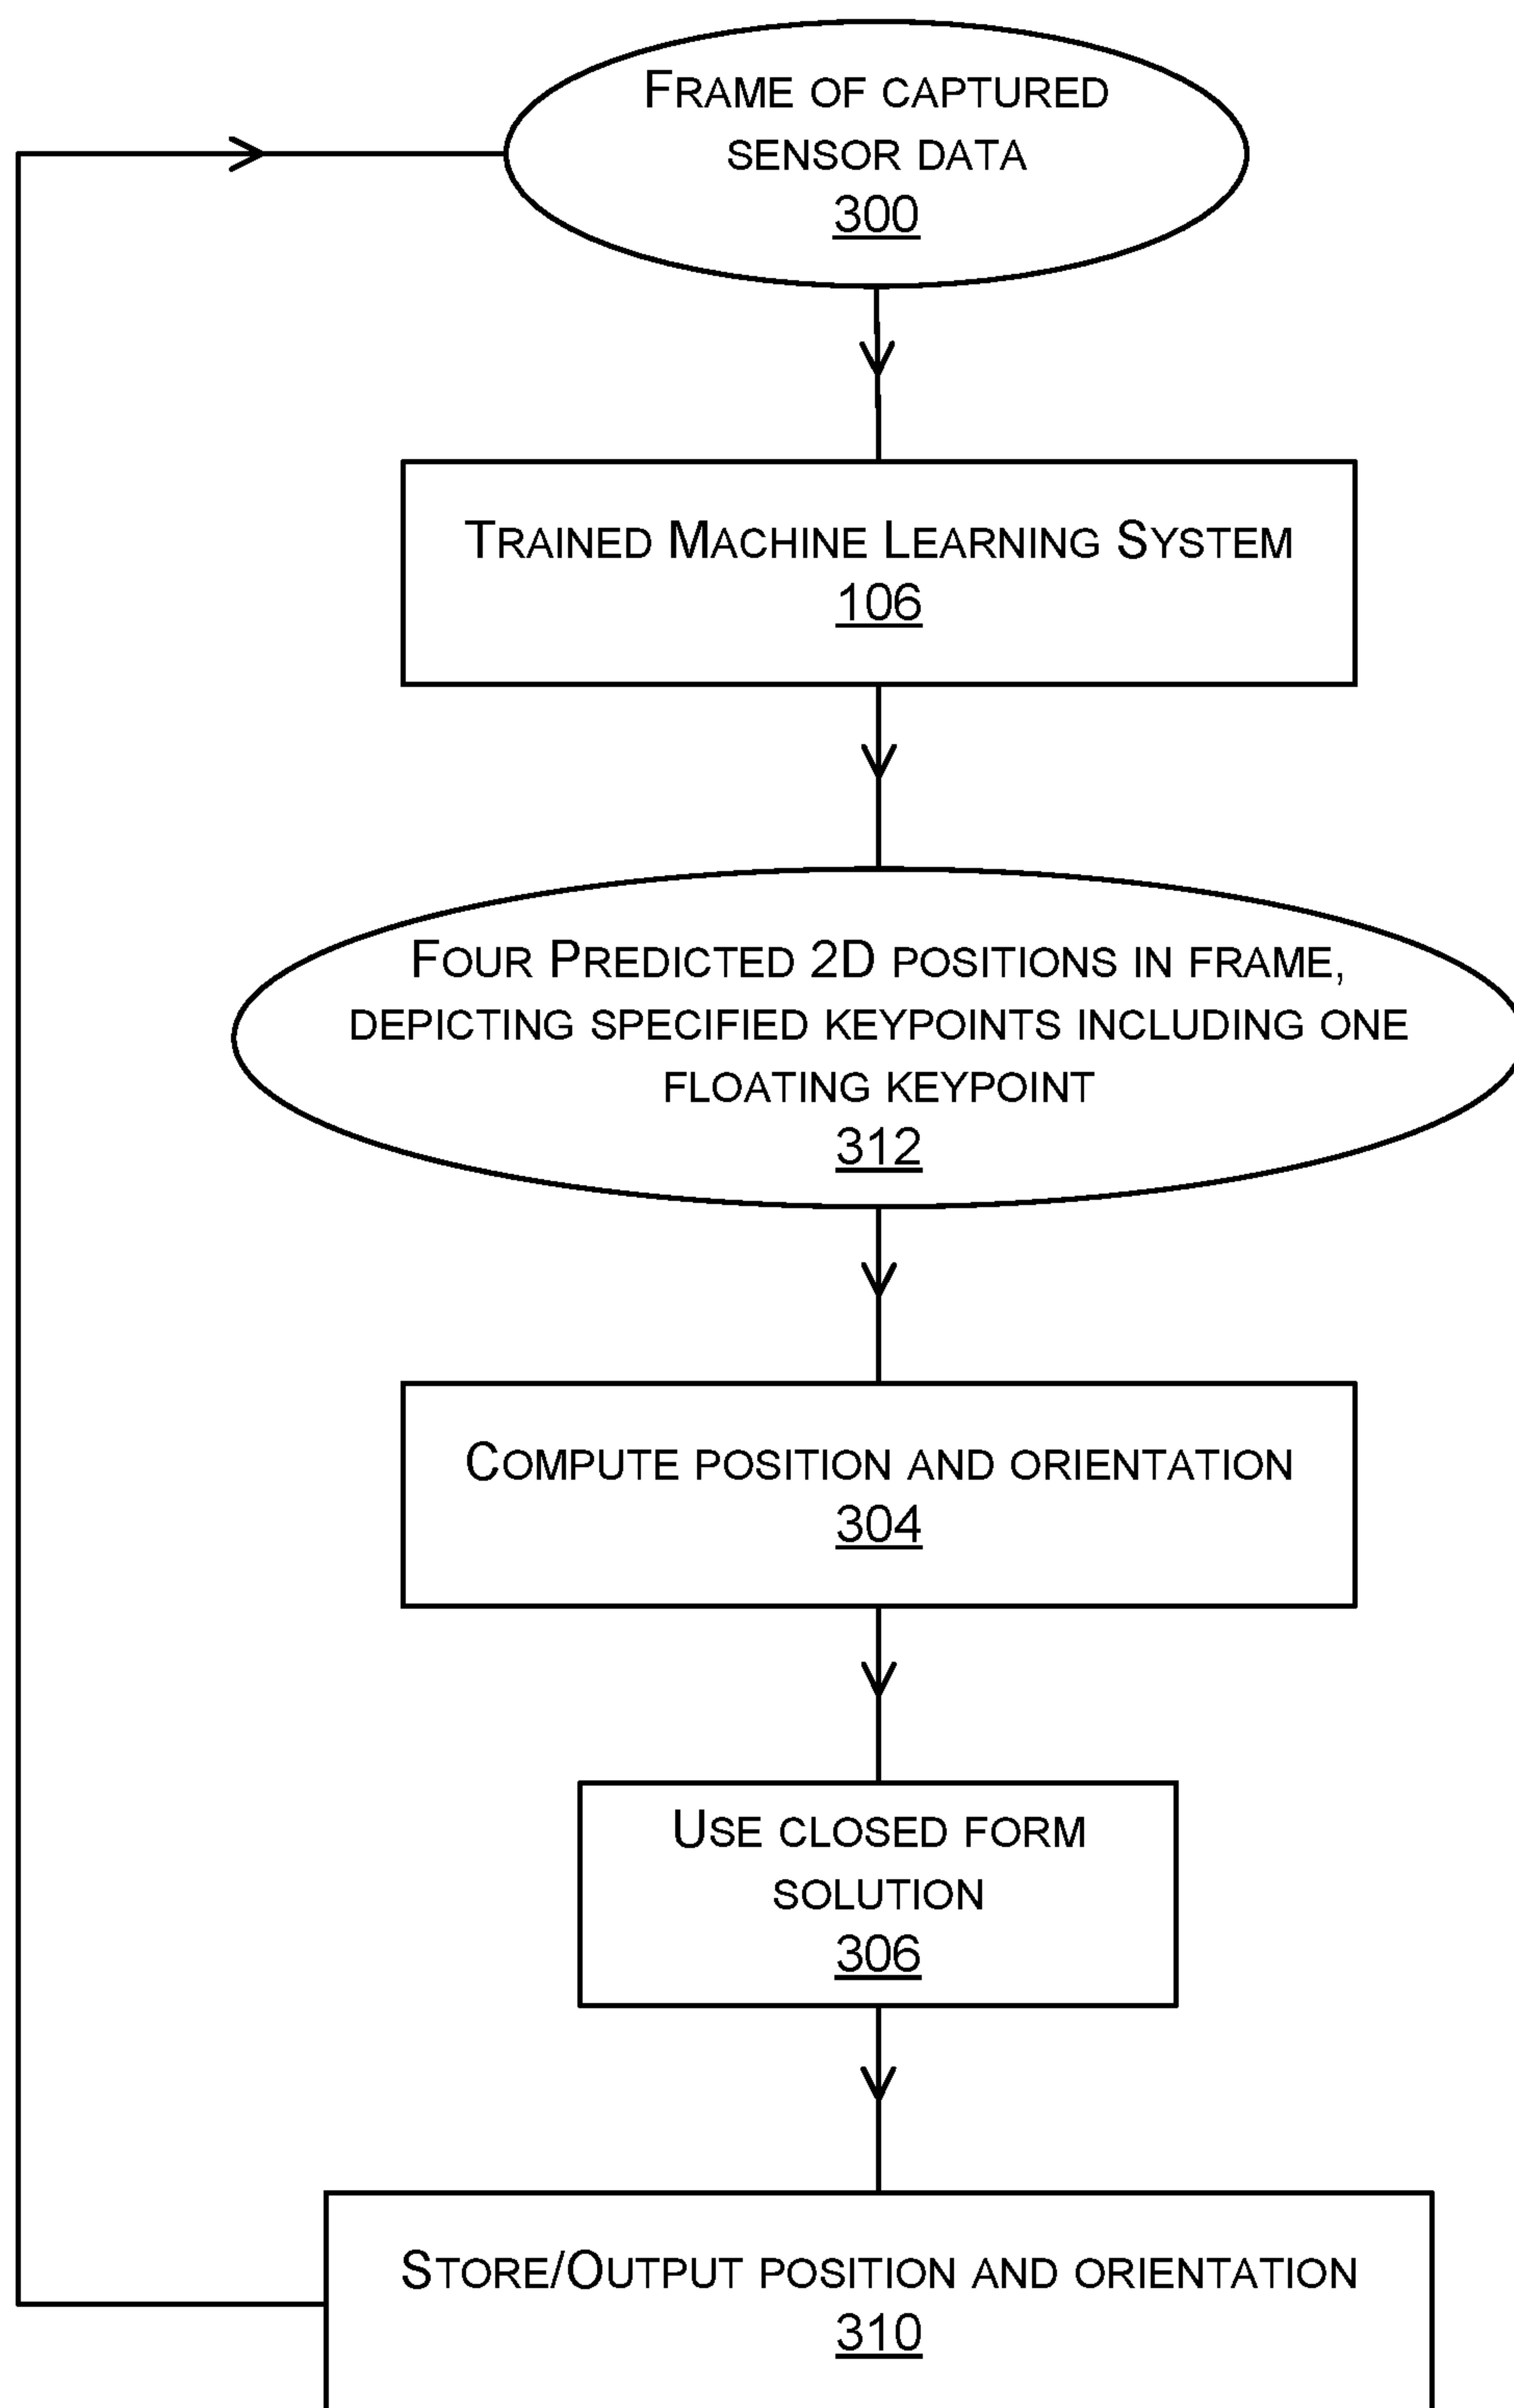 FRAME OF CAPTURED
SENSOR DATA
300
TRAINED MACHINE LEARNING SYSTEM
106
FOUR PREDICTED 2D POSITIONS IN FRAME,
DEPICTING SPECIFIED KEYPOINTS INCLUDING ONE
FLOATING KEYPOINT
312
COMPUTE POSITION AND ORIENTATION
304
USE CLOSED FORM
SOLUTION
306
STORE/OUTPUT POSITION AND ORIENTATION
310